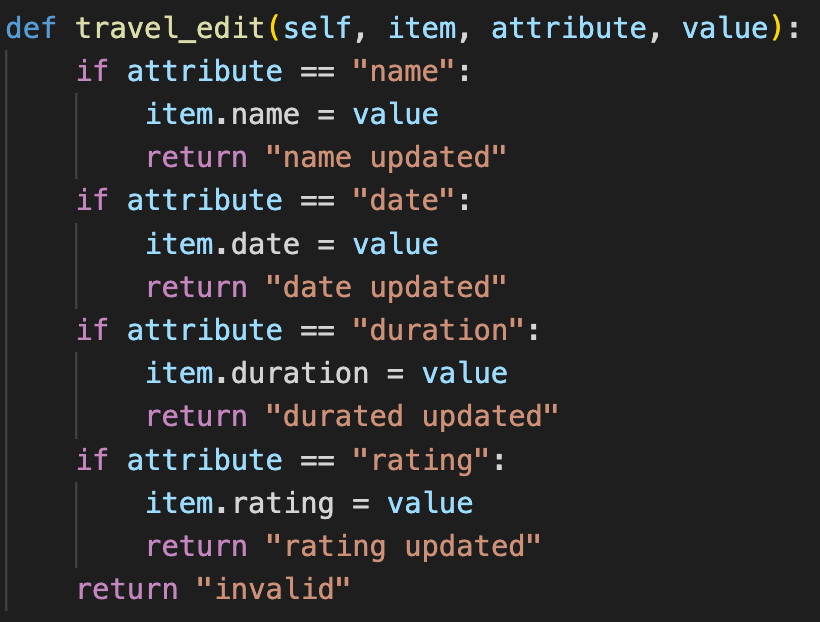 def travel_edit(self, item, attribute, value):
    if attribute == "name":
        item.name = value
        return "name updated"
    if attribute == "date":
        item.date = value
        return "date updated"
    if attribute == "duration":
        item.duration = value
        return "durated updated"
    if attribute == "rating":
        item.rating = value
        return "rating updated"
    return "invalid"